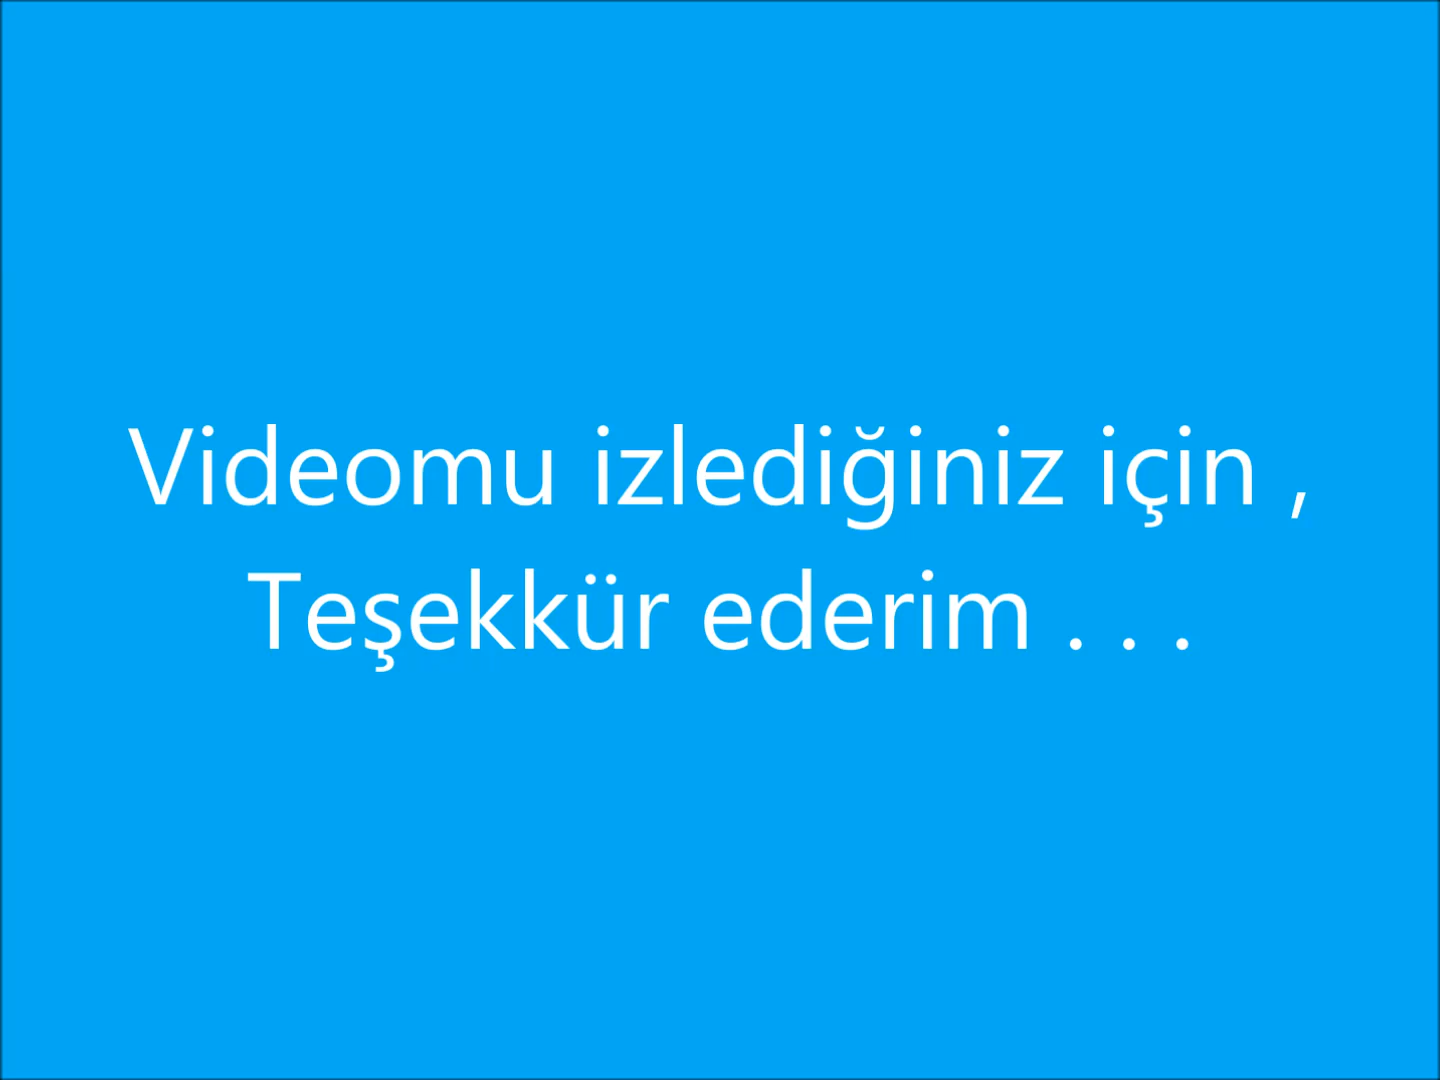 Videomu izlediğiniz için ,
Teşekkür ederim . . .